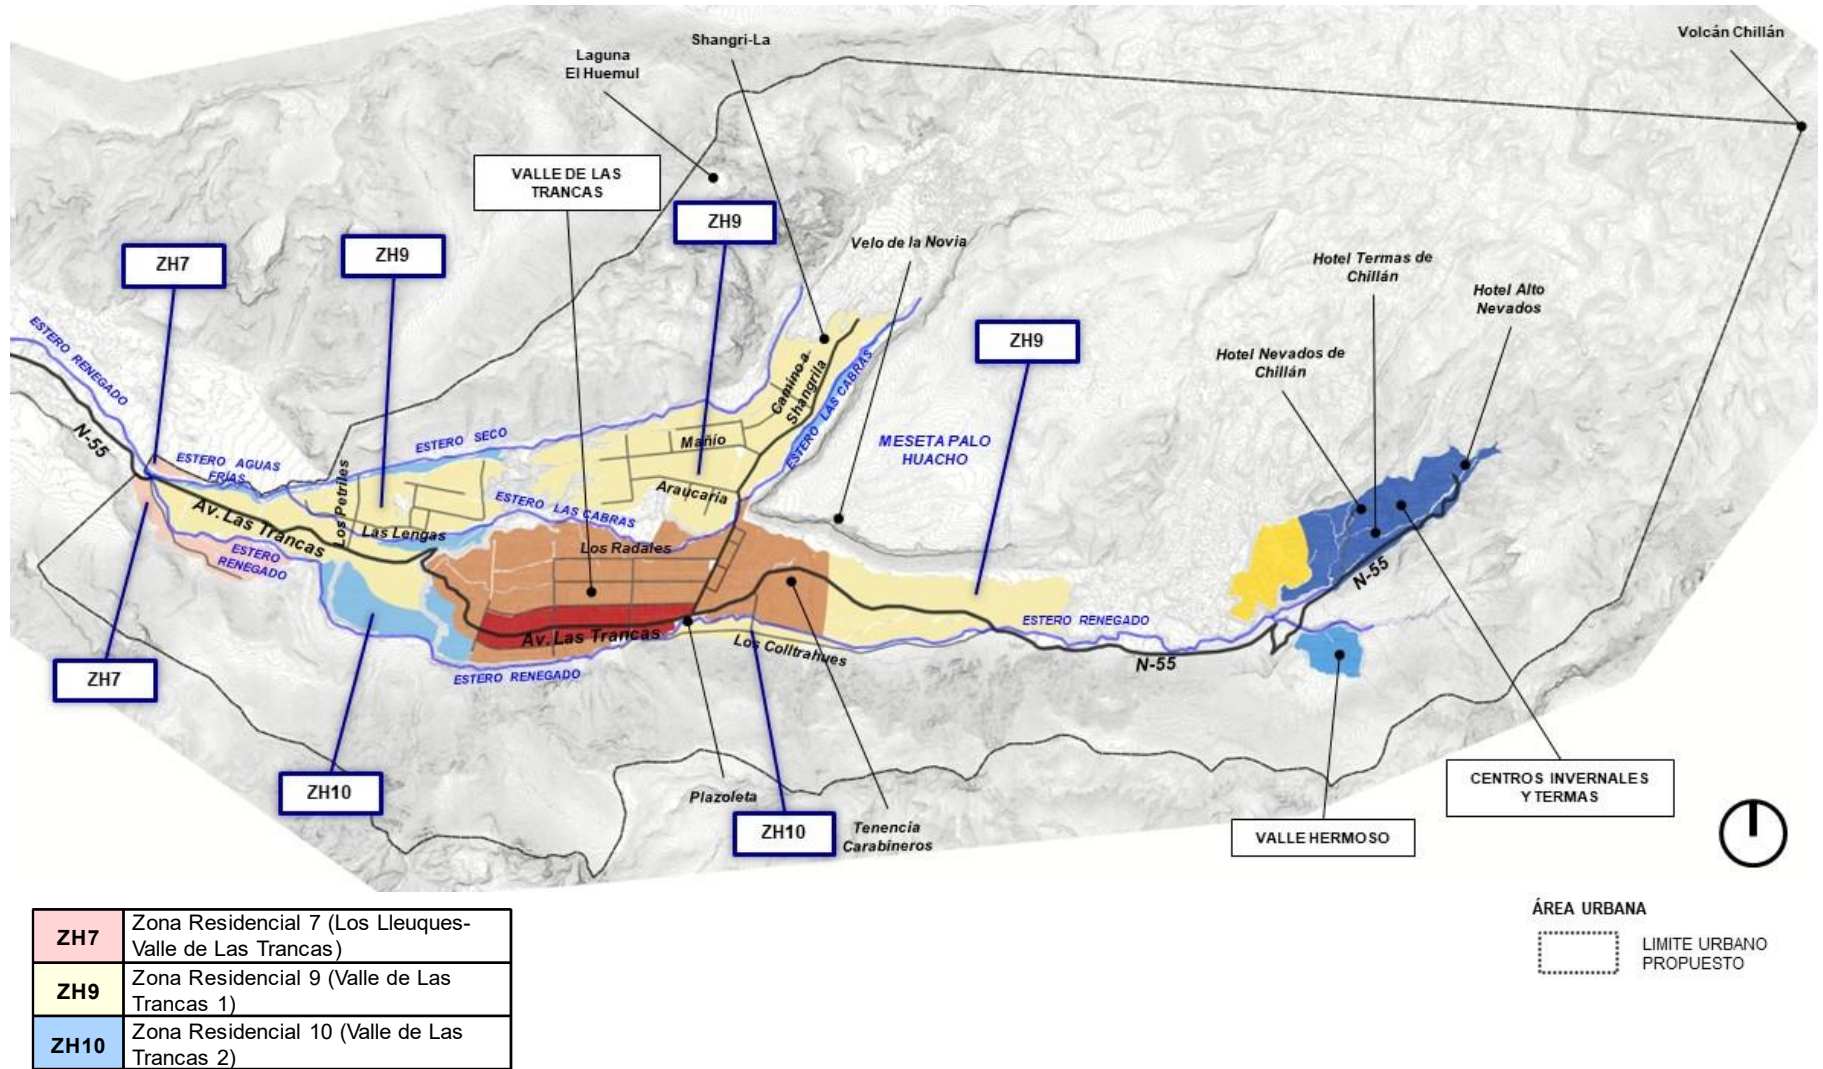 Shangri-La
Volcán Chillán
Laguna
El Huemul
VALLE DE LAS
TRANCAS
ZH9
Velo de la Novia
ZH7
ZH9
Hotel Termas de
Chillán
Hotel Alto
Nevados
ESTERO RENEGADO
ZH9
Hotel Nevados de
Chillán
Camino a
Shangrila
ESTERO LAS CABRAS
N-55
ESTERO SECO
Mañío
MESETA PALO
HUACHO
ESTERO AGUAS
FRÍAS
Los Petriles
Araucaria
ESTERO LAS CABRAS
Av. Las Trancas
Las Lengas
Los Radales
ESTERO
RENEGADO
N-55
ESTERO RENEGADO
Av. Las Trancas
Los Colltrahues
N-55
ZH7
ESTERO RENEGADO
ZH10
Plazoleta
ZH10
Tenencia
Carabineros
CENTROS INVERNALES
Y TERMAS
VALLE HERMOSO
ÁREA URBANA
LIMITE URBANO
PROPUESTO
ZH7
Zona Residencial 7 (Los Lleuques-
Valle de Las Trancas)
ZH9
Zona Residencial 9 (Valle de Las
Trancas 1)
ZH10
Zona Residencial 10 (Valle de Las
Trancas 2)